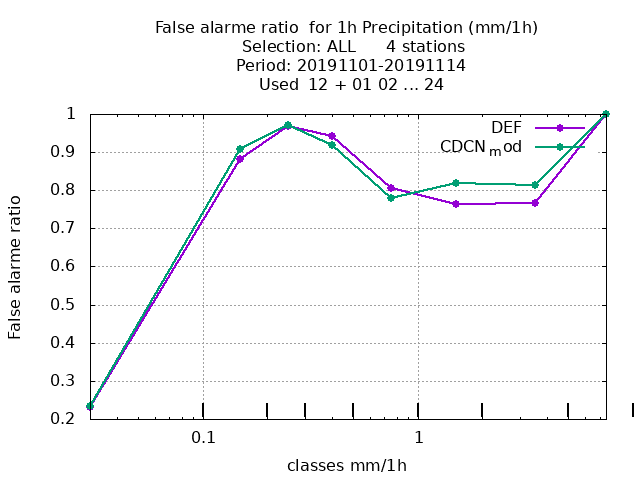 False alarme ratio for 1h Precipitation (mm/1h)
Selection: ALL 4 stations
Period: 20191101-20191114
Used 12 + 01 02 ... 24
DEF
CDCNmod
1
0.9
0.8
0.7
0.6
0.5
0.4
0.3
0.2
False alarme ratio
0.1
1
classes mm/1h